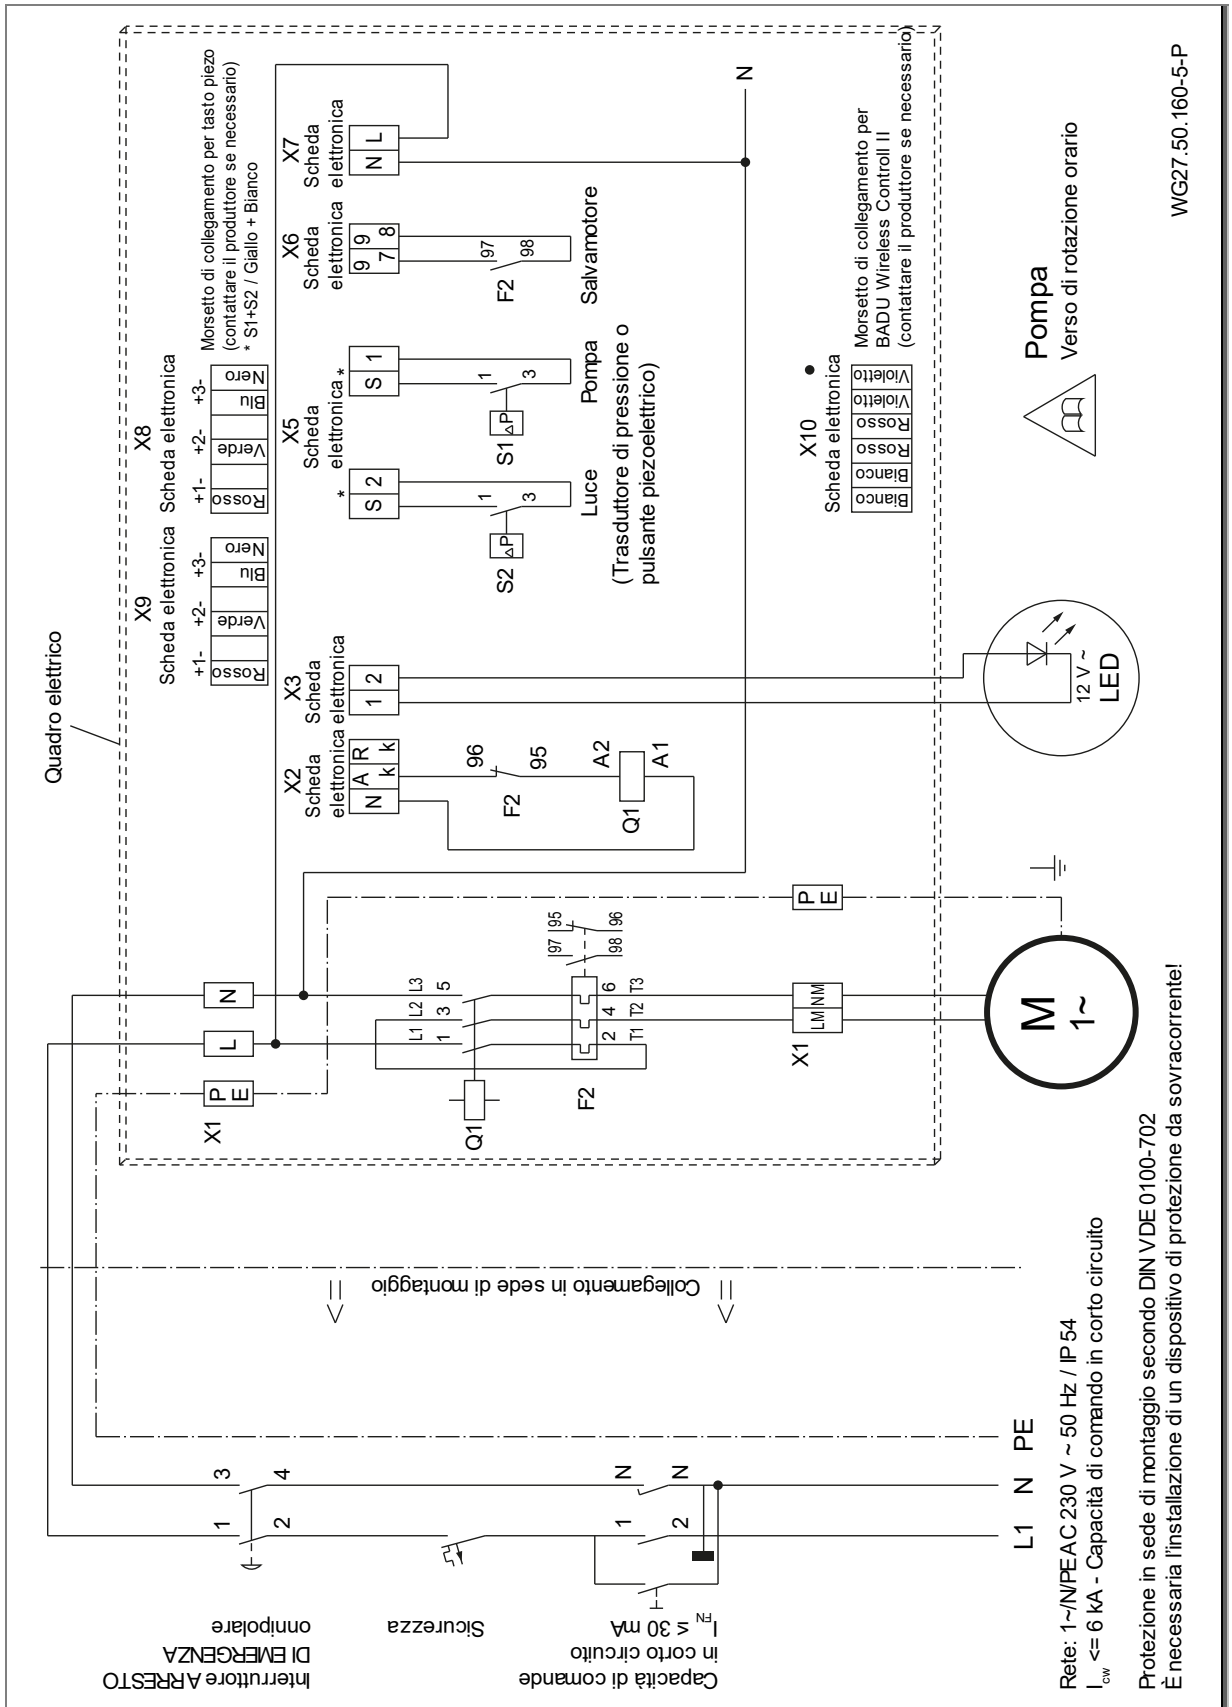 Quadro elettrico
X9
Scheda elettronica
+1- +2- +3-
Rosso Verde Blu Nero
X8
Scheda elettronica
+1- +2- +3-
Rosso Verde Blu Nero
Morsetto di collegamento per tasto piezo
(contattare il produttore se necessario)
* S1+S2 / Giallo + Bianco
X2
Scheda
elettronica
N A R
k k
96
F2
95
A2
Q1
A1
X3
Scheda
elettronica
1 2
X5
Scheda
elettronica
*
S 2
1
3
S2
△P
Luce
*
S 1
1
3
S1
△P
Pompa
(Trasduttore di pressione o
pulsante piezoelettrico)
X6
Scheda
elettronica
9 9
7 8
97
F2
98
Salvamotore
X7
Scheda
elettronica
N L
N
X1
PE
L
N
L1 L2 L3
1 3 5
Q1
97 95
98 96
F2
2 4 6
T1 T2 T3
X1
LM NM
PE
M
1~
12 V ~
LED
X10
Scheda elettronica
Bianco Bianco Rosso Rosso Violetto Violetto
Morsetto di collegamento per
BADU Wireless Controll II
(contattare il produttore se necessario)
Pompa
Verso di rotazione orario
WG27.50.160-5-P
Collegamento in sede di montaggio
Interruttore ARRESTO
DI EMERGENZA
onnipolare
1 3
2 4
Sicurezza
Capacità di comande
in corto circuito
I FN ≤ 30 mA
1 N
2 N
L1 N PE
Rete: 1~/N/PE AC 230 V ~ 50 Hz / IP 54
Icw <= 6 kA - Capacità di comando in corto circuito
Protezione in sede di montaggio secondo DIN VDE 0100-702
È necessaria l'installazione di un dispositivo di protezione da sovracorrente!